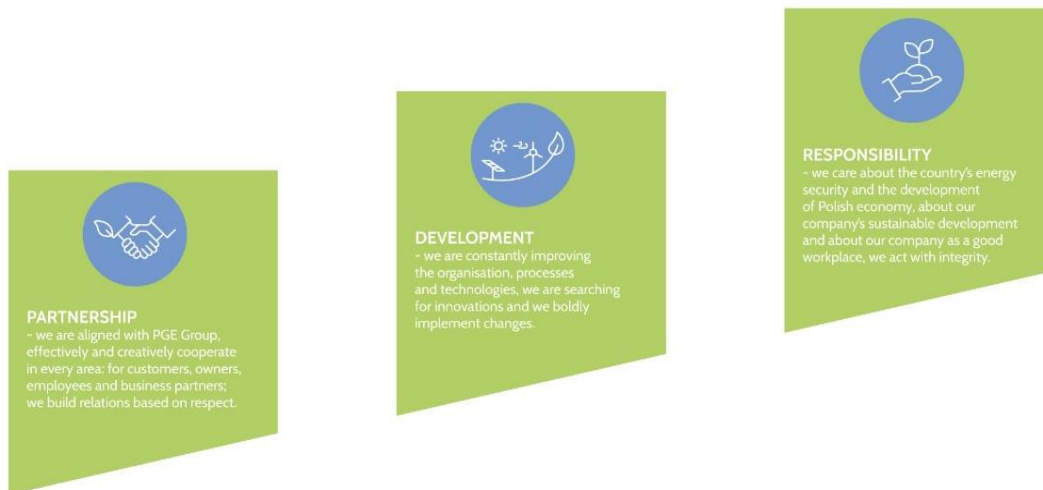 PARTNERSHIP
- we are aligned with PGE Group,
effectively and creatively cooperate
in every area: for customers, owners,
employees and business partners;
we build relations based on respect.
DEVELOPMENT
- we are constantly improving
the organisation, processes
and technologies, we are searching
for innovations and we boldly
implement changes.
RESPONSIBILITY
- we care about the country's energy
security and the development
of Polish economy, about our
company's sustainable development
and about our company as a good
workplace, we act with integrity.